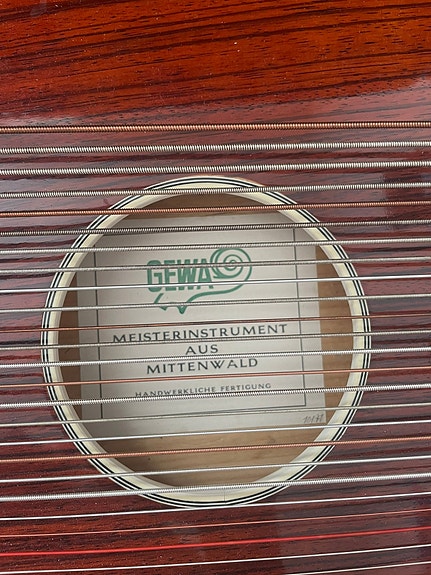 GEWA
MEISTERINSTRUMENT
AUS
MITTENWALD
HANDWERKLICHE FERTIGUNG